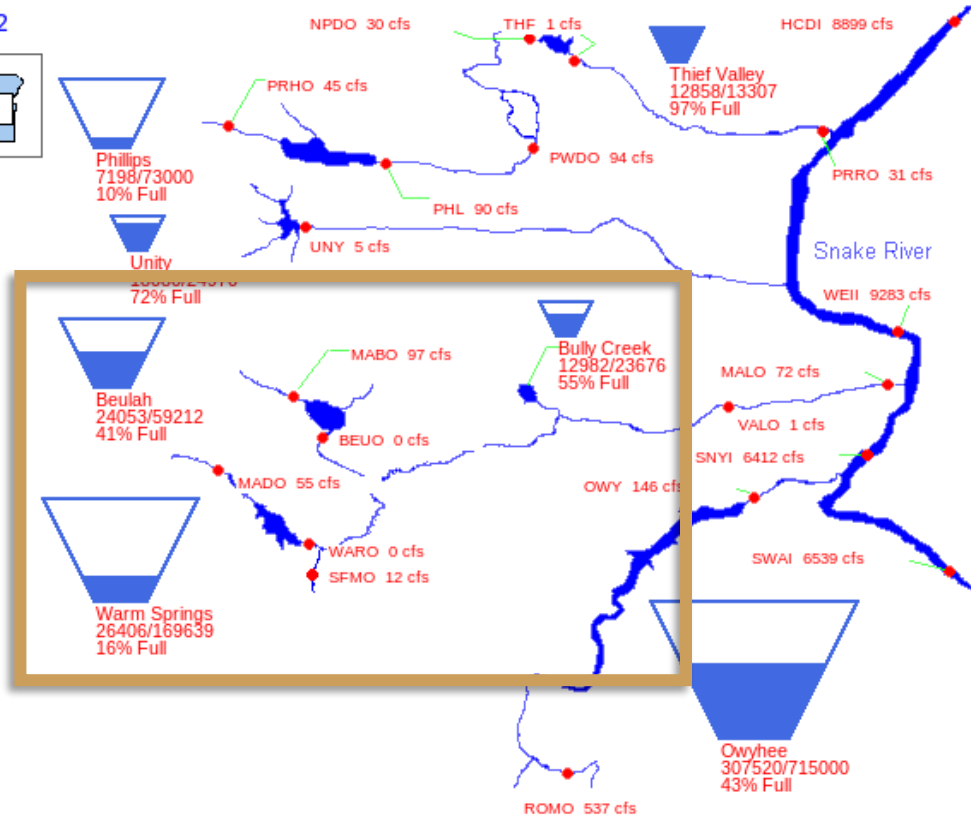 2
NPDO 30 cfs
THF 1 cfs
HCDI 8899 cfs
Thief Valley
12858/13307
97% Full
PRHO 45 cfs
Phillips
7198/73000
10% Full
PWDO 94 cfs
PRRO 31 cfs
PHL 90 cfs
UNY 5 cfs
Unity
72% Full
Snake River
WEII 9283 cfs
Bully Creek
12982/23676
55% Full
MABO 97 cfs
MALO 72 cfs
Beulah
24053/59212
41% Full
VALO 1 cfs
BEUO 0 cfs
SNYI 6412 cfs
MADO 55 cfs
OWY 146 cfs
WARO 0 cfs
SWAI 6539 cfs
SFMO 12 cfs
Warm Springs
26406/169639
16% Full
Owyhee
307520/715000
43% Full
ROMO 537 cfs